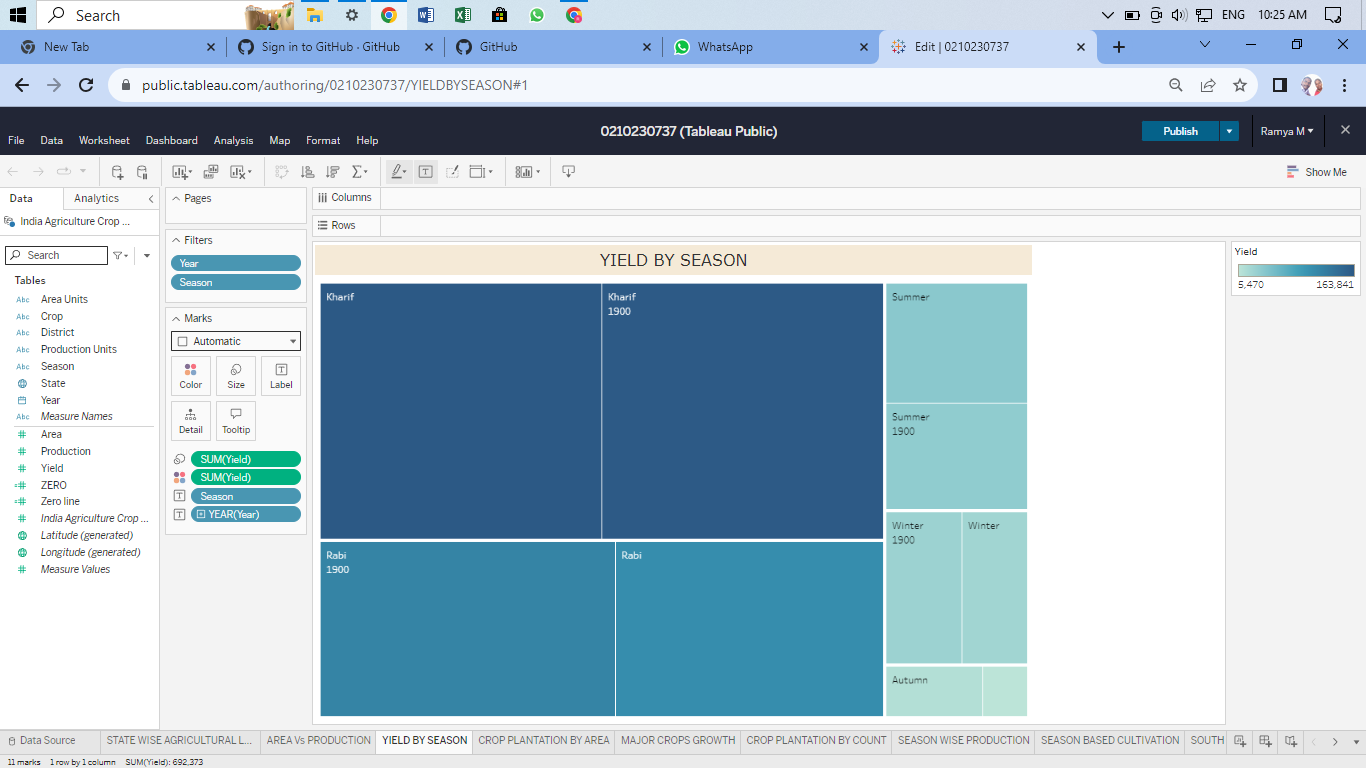 Search
ENG 10:25 AM
New Tab
Sign in to GitHub · GitHub
GitHub
WhatsApp
Edit | 0210230737
public.tableau.com/authoring/0210230737/YIELDBYSEASON#1
0210230737 (Tableau Public)
File Data Worksheet Dashboard Analysis Map Format Help
Publish
Ramya M
Show Me
Data Analytics
India Agriculture Crop ...
Search
Tables
Abc Area Units
Abc Crop
Abc District
Abc Production Units
Abc Season
State
Year
Abc Measure Names
Area
Production
Yield
ZERO
Zero line
India Agriculture Crop ...
Latitude (generated)
Longitude (generated)
Measure Values
Pages
Filters
Year
Season
Marks
Automatic
Color Size Label
Detail Tooltip
SUM(Yield)
SUM(Yield)
Season
YEAR(Year)
Columns
Rows
YIELD BY SEASON
Kharif
Kharif
1900
Rabi
1900
Rabi
Summer
Summer
1900
Winter
1900
Winter
Autumn
Yield
5,470 163,841
Data Source STATE WISE AGRICULTURAL L... AREA Vs PRODUCTION YIELD BY SEASON CROP PLANTATION BY AREA MAJOR CROPS GROWTH CROP PLANTATION BY COUNT SEASON WISE PRODUCTION SEASON BASED CULTIVATION SOUTH
11 marks 1 row by 1 column SUM(Yield): 692,373